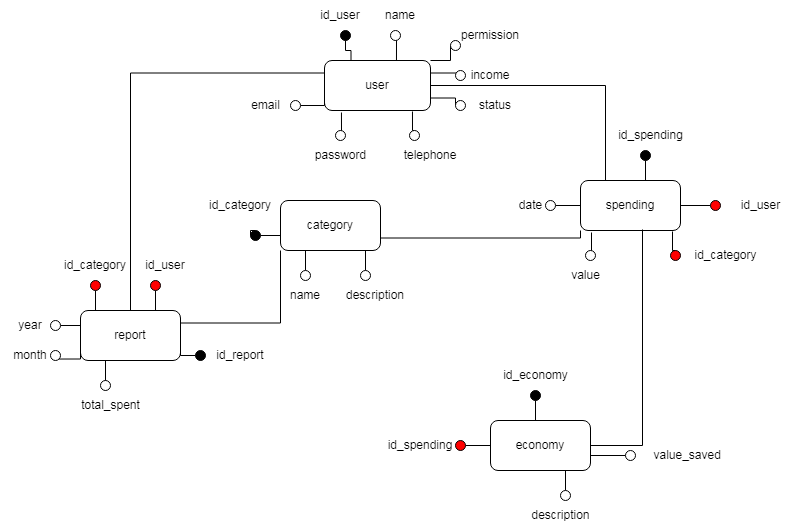 id_user
name
permission
user
income
email
status
password
telephone
id_spending
id_category
date
spending
id_user
category
id_category
value
id_category
id_user
name
description
year
report
month
id_report
total_spent
id_economy
id_spending
economy
value_saved
description